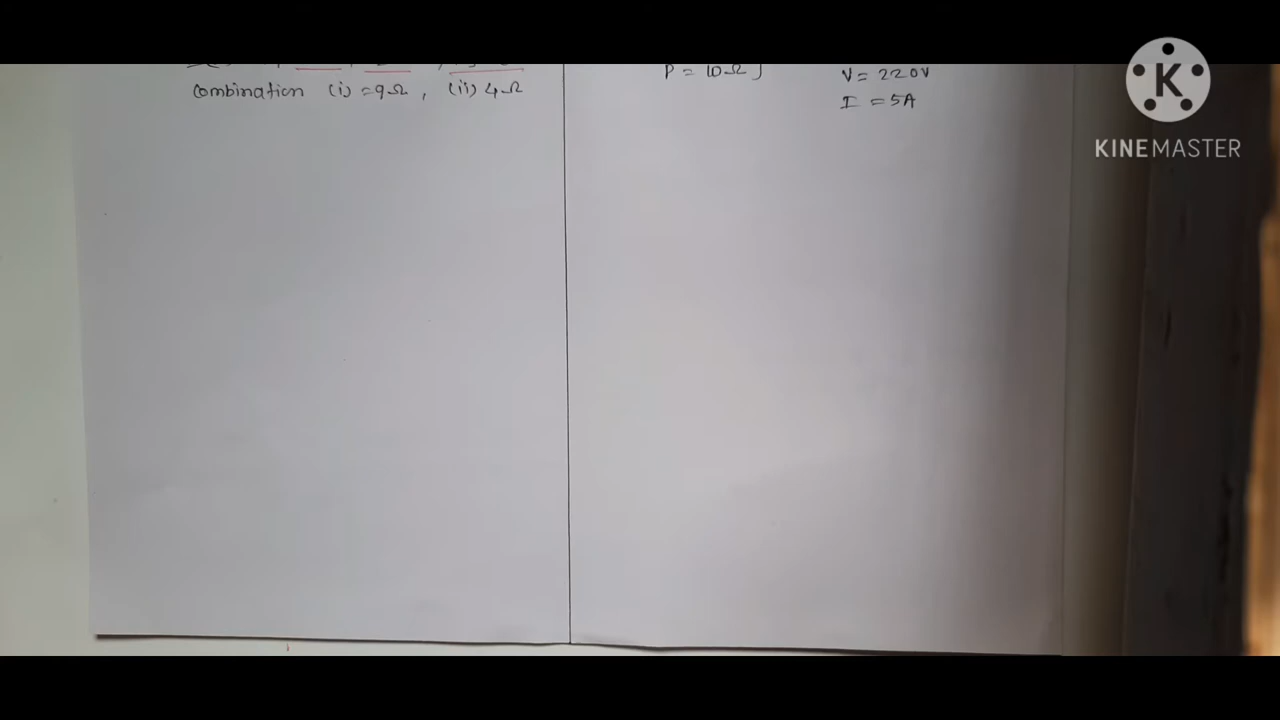 combination (i) = 9Ω, (ii) 4Ω
P = 10Ω }
V = 220V
I = 5A
K
KINEMASTER